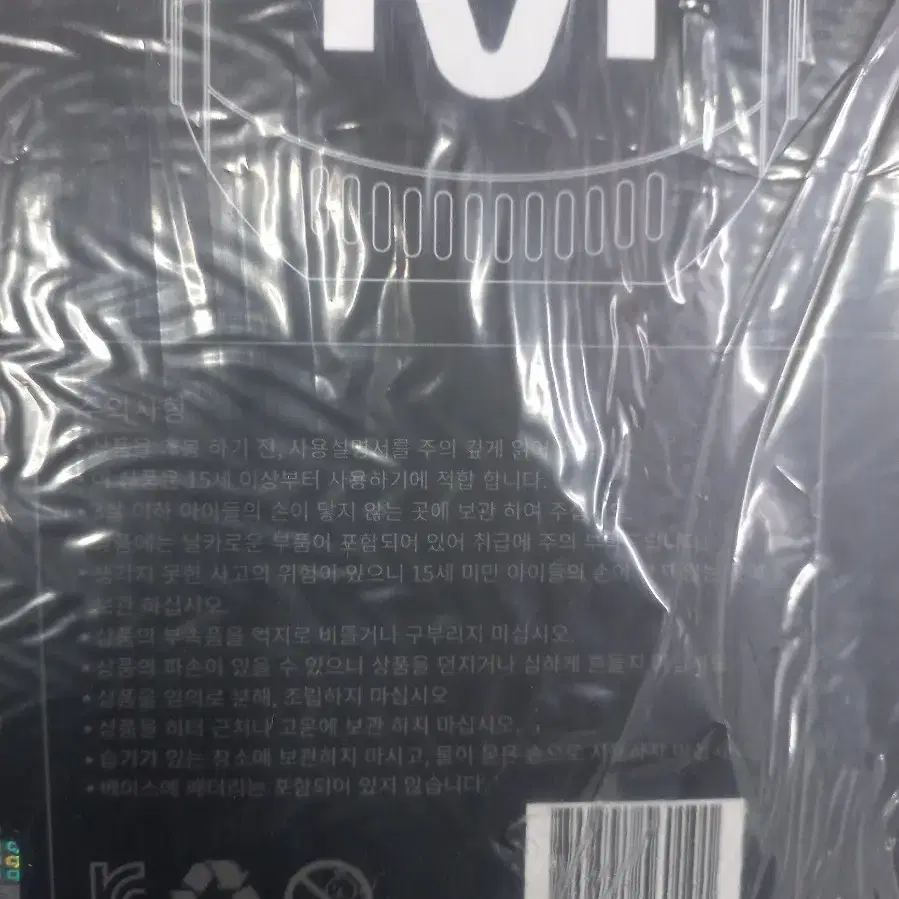 의사항
하기 전, 사용설명서를 주의 깊게 읽어
이 상품은 15세 이상부터 사용하기에 적합 합니다.
이하 아이들의 손이 닿지 않는 곳에 보관 하여 주
상품에는 날카로운 부품이 포함되어 있어 취급에 주의
• 생각지 못한 사고의 위험이 있으니 15세 미만 아이들의 손이
보관 하십시오.
• 상품의 부속품을 억지로 비틀거나 구부리지 마십시오.
• 상품의 파손이 있을 수 있으니 상품을 던지거나 심하게 흔들지
• 상품을 임의로 분해, 조립하지 마십시오
• 상품을 히터 근처나 고온에 보관 하지 마십시오.
• 습기가 있는 장소에 보관하지 마시고, 물이 묻은 손으로
• 베이스에 배터리는 포함되어 있지 않습니다.